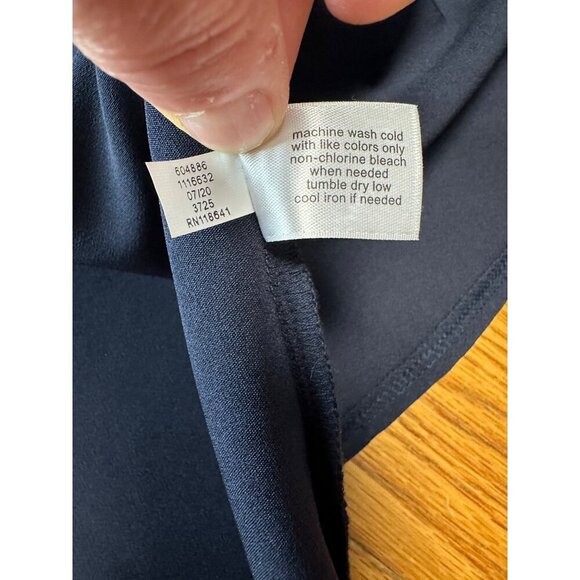 604886
1116632
07/20
3725
RN118641
machine wash cold
with like colors only
non-chlorine bleach
when needed
tumble dry low
cool iron if needed